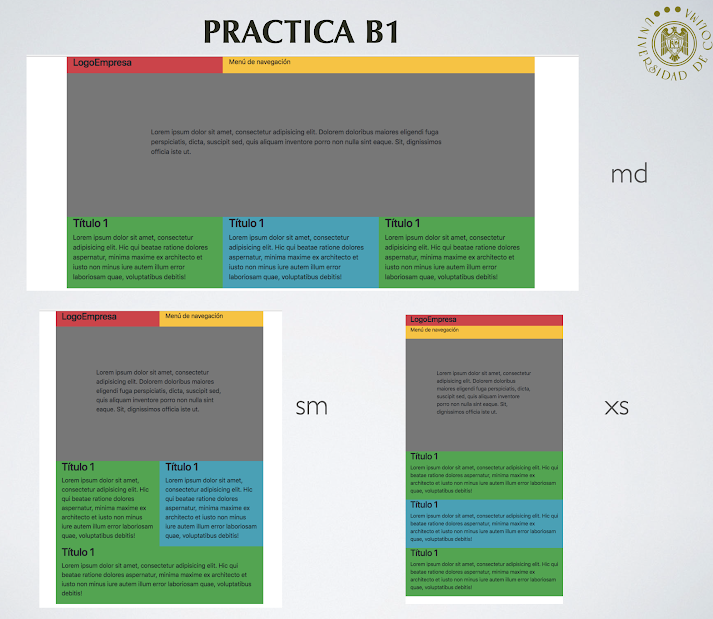 PRACTICA B1
UNIVERSIDAD DE COLIMA
LogoEmpresa
Menú de navegación
Lorem ipsum dolor sit amet, consectetur adipisicing elit. Dolorem doloribus maiores eligendi fuga
perspiciatis, dicta, suscipit sed, quis aliquam inventore porro non nulla sint eaque. Sit, dignissimos
officia iste ut.
Título 1
Lorem ipsum dolor sit amet, consectetur
adipisicing elit. Hic qui beatae ratione dolores
aspernatur, minima maxime ex architecto et
iusto non minus iure autem illum error
laboriosam quae, voluptatibus debitis!
Título 1
Lorem ipsum dolor sit amet, consectetur
adipisicing elit. Hic qui beatae ratione dolores
aspernatur, minima maxime ex architecto et
iusto non minus iure autem illum error
laboriosam quae, voluptatibus debitis!
Título 1
Lorem ipsum dolor sit amet, consectetur
adipisicing elit. Hic qui beatae ratione dolores
aspernatur, minima maxime ex architecto et
iusto non minus iure autem illum error
laboriosam quae, voluptatibus debitis!
md
LogoEmpresa
Menú de navegación
Lorem ipsum dolor sit amet, consectetur
adipisicing elit. Dolorem doloribus maiores
eligendi fuga perspiciatis, dicta, suscipit sed,
quis aliquam inventore porro non nulla sint
eaque. Sit, dignissimos officia iste ut.
Título 1
Lorem ipsum dolor sit amet,
consectetur adipisicing elit. Hic
qui beatae ratione dolores
aspernatur, minima maxime ex
architecto et iusto non minus
iure autem illum error laboriosam
quae, voluptatibus debitis!
Título 1
Lorem ipsum dolor sit amet,
consectetur adipisicing elit. Hic
qui beatae ratione dolores
aspernatur, minima maxime ex
architecto et iusto non minus
iure autem illum error laboriosam
quae, voluptatibus debitis!
Título 1
Lorem ipsum dolor sit amet, consectetur adipisicing elit. Hic qui
beatae ratione dolores aspernatur, minima maxime ex architecto et
iusto non minus iure autem illum error laboriosam quae, voluptatibus
debitis!
sm
LogoEmpresa
Menú de navegación
Lorem ipsum dolor sit amet, consectetur
adipisicing elit. Dolorem doloribus
maiores eligendi fuga perspiciatis, dicta,
suscipit sed, quis aliquam inventore
porro non nulla sint eaque. Sit,
dignissimos officia iste ut.
Título 1
Lorem ipsum dolor sit amet, consectetur adipisicing elit. Hic qui
beatae ratione dolores aspernatur, minima maxime ex
architecto et iusto non minus iure autem illum error laboriosam
quae, voluptatibus debitis!
Título 1
Lorem ipsum dolor sit amet, consectetur adipisicing elit. Hic qui
beatae ratione dolores aspernatur, minima maxime ex
architecto et iusto non minus iure autem illum error laboriosam
quae, voluptatibus debitis!
Título 1
Lorem ipsum dolor sit amet, consectetur adipisicing elit. Hic qui
beatae ratione dolores aspernatur, minima maxime ex
architecto et iusto non minus iure autem illum error laboriosam
quae, voluptatibus debitis!
xs